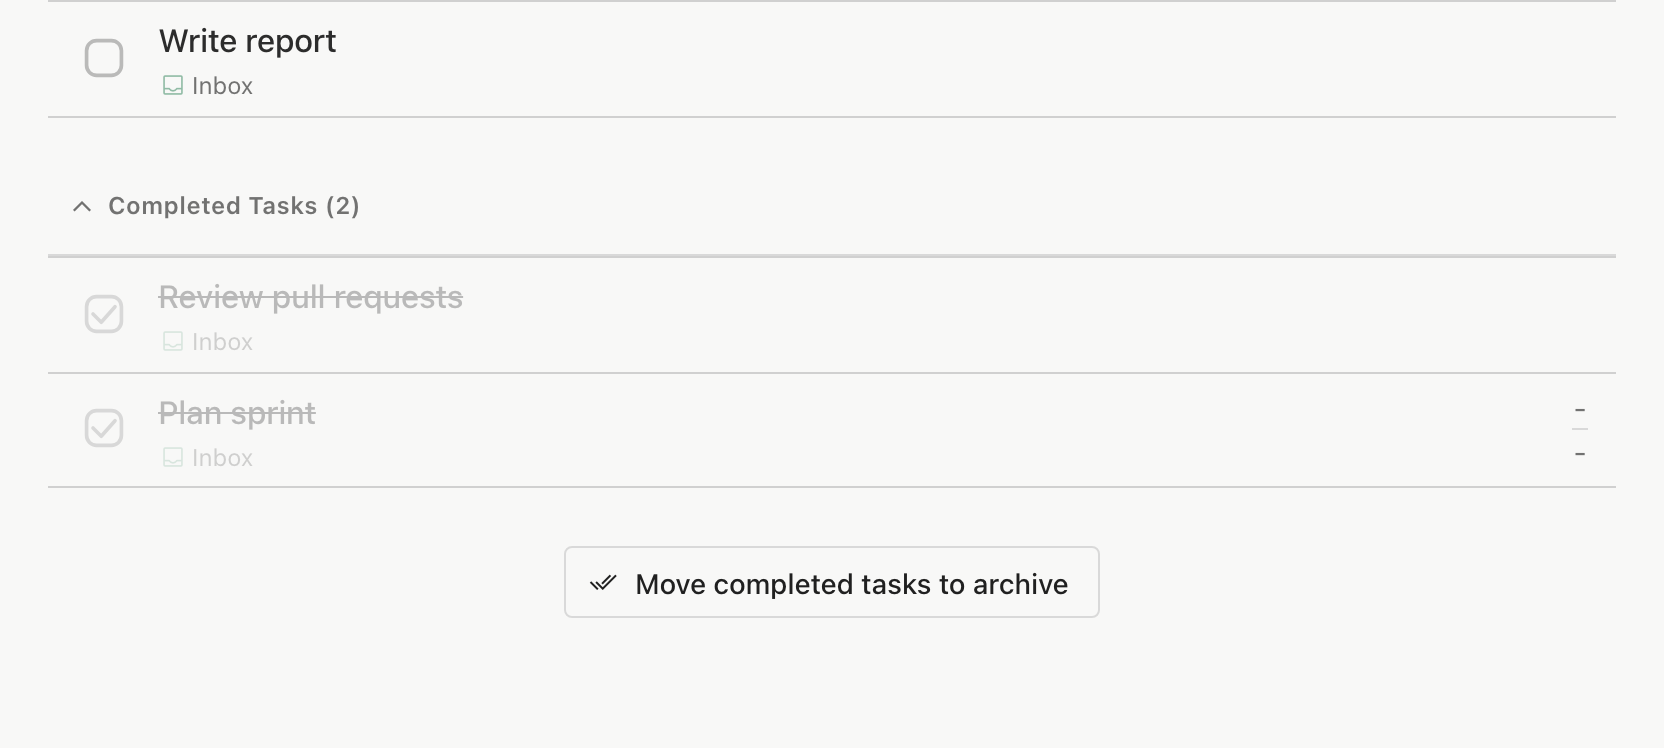 Write report
Inbox
Completed Tasks (2)
Review pull requests
Inbox
Plan sprint
-
-
Inbox
Move completed tasks to archive